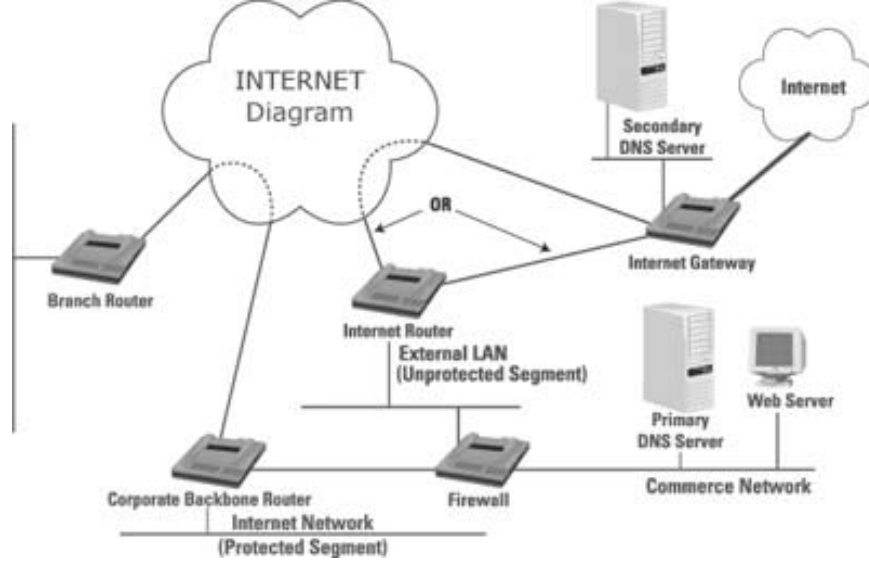 INTERNET
Diagram
Internet
Secondary
DNS Server
OR
Internet Gateway
Branch Router
Internet Router
External LAN
(Unprotected Segment)
Web Server
Primary
DNS Server
Corporate Backbone Router
Firewall
Commerce Network
Internet Network
(Protected Segment)